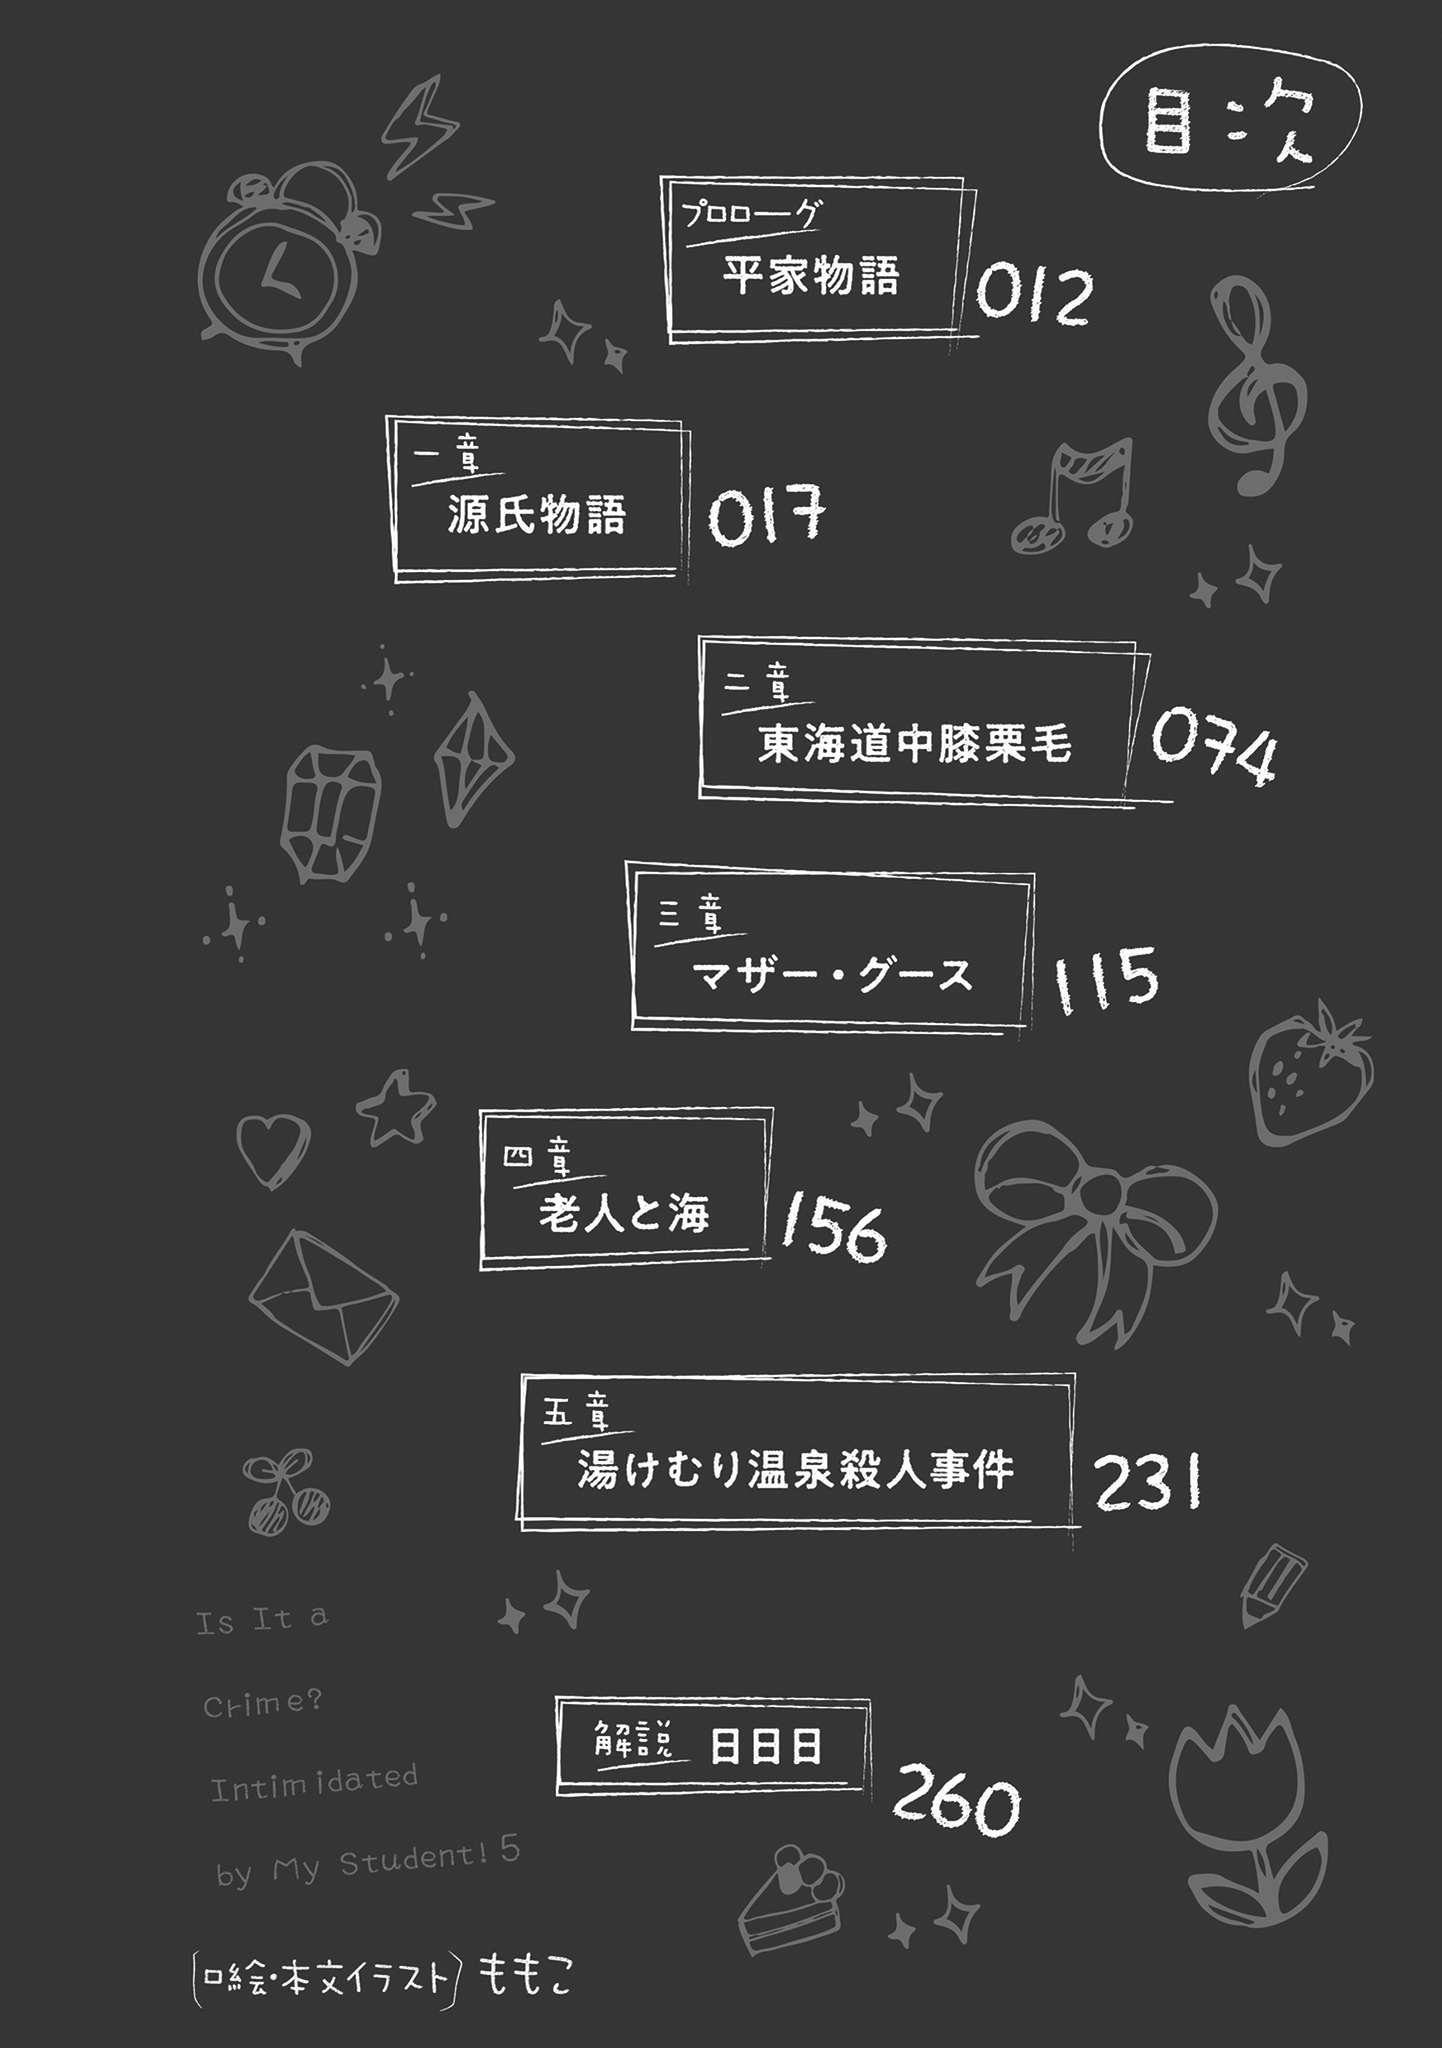 目次
プロローグ
平家物語 012
一章
源氏物語 017
二章
東海道中膝栗毛 074
三章
マザー・グース 115
四章
老人と海 156
五章
湯けむり温泉殺人事件 231
解説 日日日 260
Is It a
Crime?
Intimidated
by My Student! 5
〔口絵・本文イラスト〕ももこ